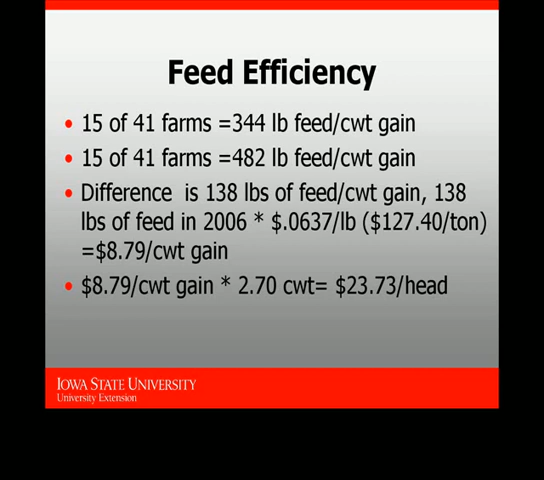 Feed Efficiency
• 15 of 41 farms =344 lb feed/cwt gain
• 15 of 41 farms =482 lb feed/cwt gain
• Difference is 138 lbs of feed/cwt gain, 138
lbs of feed in 2006 * $.0637/lb ($127.40/ton)
=$8.79/cwt gain
• $8.79/cwt gain * 2.70 cwt= $23.73/head
IOWA STATE UNIVERSITY
University Extension